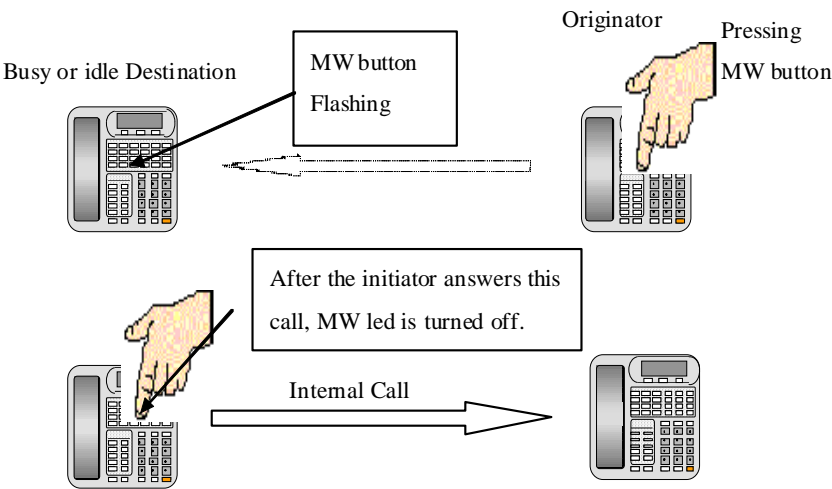 Originator
Pressing
MW button
Busy or idle Destination
MW button
Flashing
After the initiator answers this
call, MW led is turned off.
Internal Call